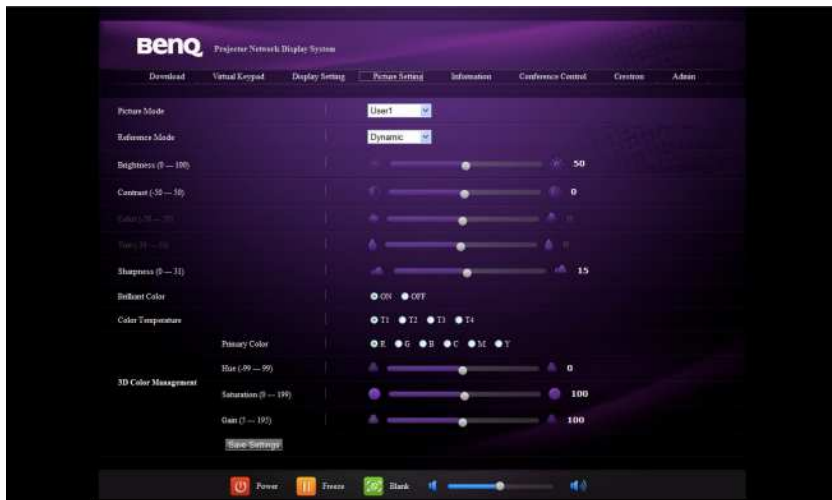 BenQ Projector Network Display System
Download Virtual Keypad Display Setting Picture Setting Information Conference Control Crestron Admin
Picture Mode User1
Reference Mode Dynamic
Brightness (0 — 100) 50
Contrast (-50 — 50) 0
Sharpness (0 — 31) 15
Brilliant Color ON OFF
Color Temperature T1 T2 T3 T4
Primary Color R G B C M Y
Hue (-99 — 99) 0
3D Color Management
Saturation (0 — 199) 100
Gain (5 — 195) 100
Save Settings
Power Freeze Blank